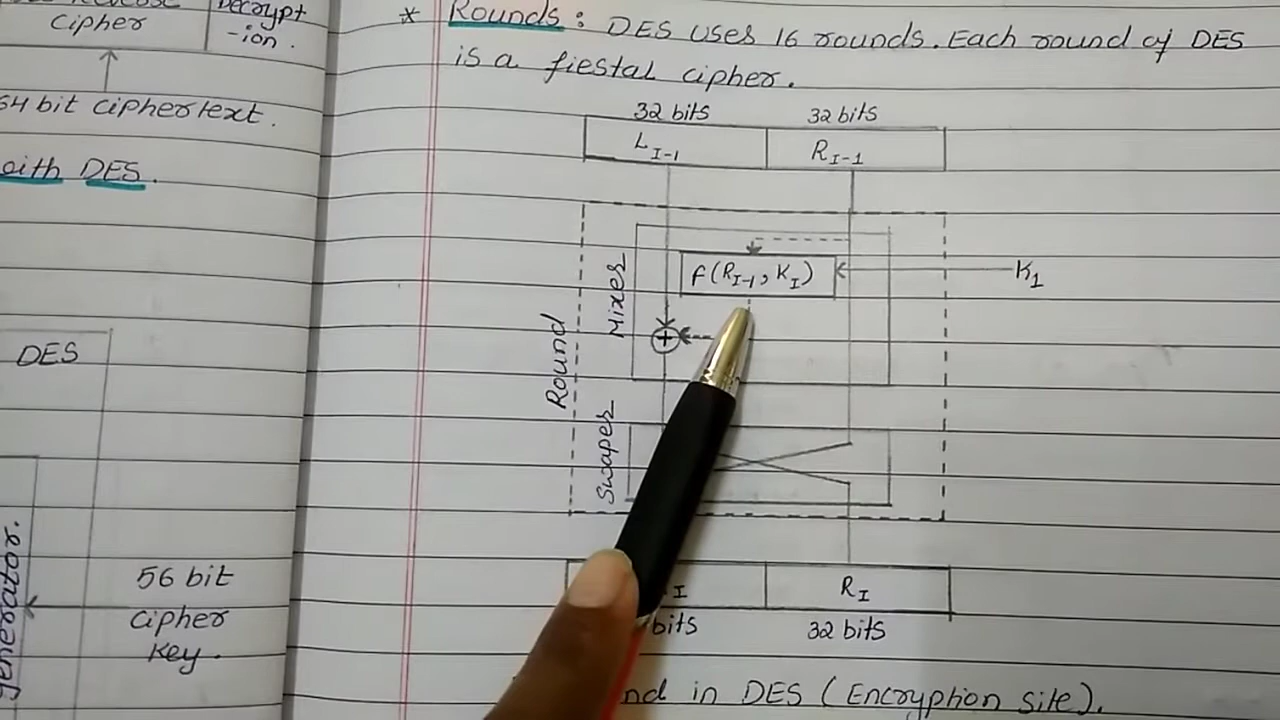 Cipher
Decrypt
-ion.
64 bit ciphertext.
with DES.
DES
generator.
56 bit
cipher
key.
* Rounds: DES uses 16 rounds. Each round of DES
is a fiestal cipher.
32 bits 32 bits
L I-1 R I-1
f(R I-1, K I)
K1
Mixer
Round
Swaper
I R I
bits 32 bits
nd in DES (Encryption site).